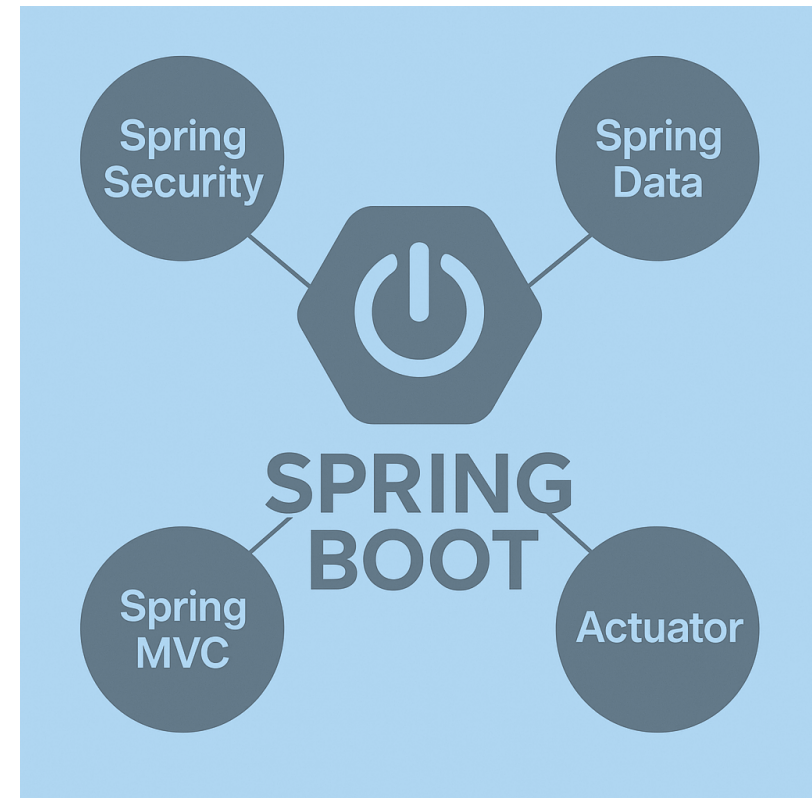 Spring
Security
Spring
Data
SPRING
BOOT
Spring
MVC
Actuator